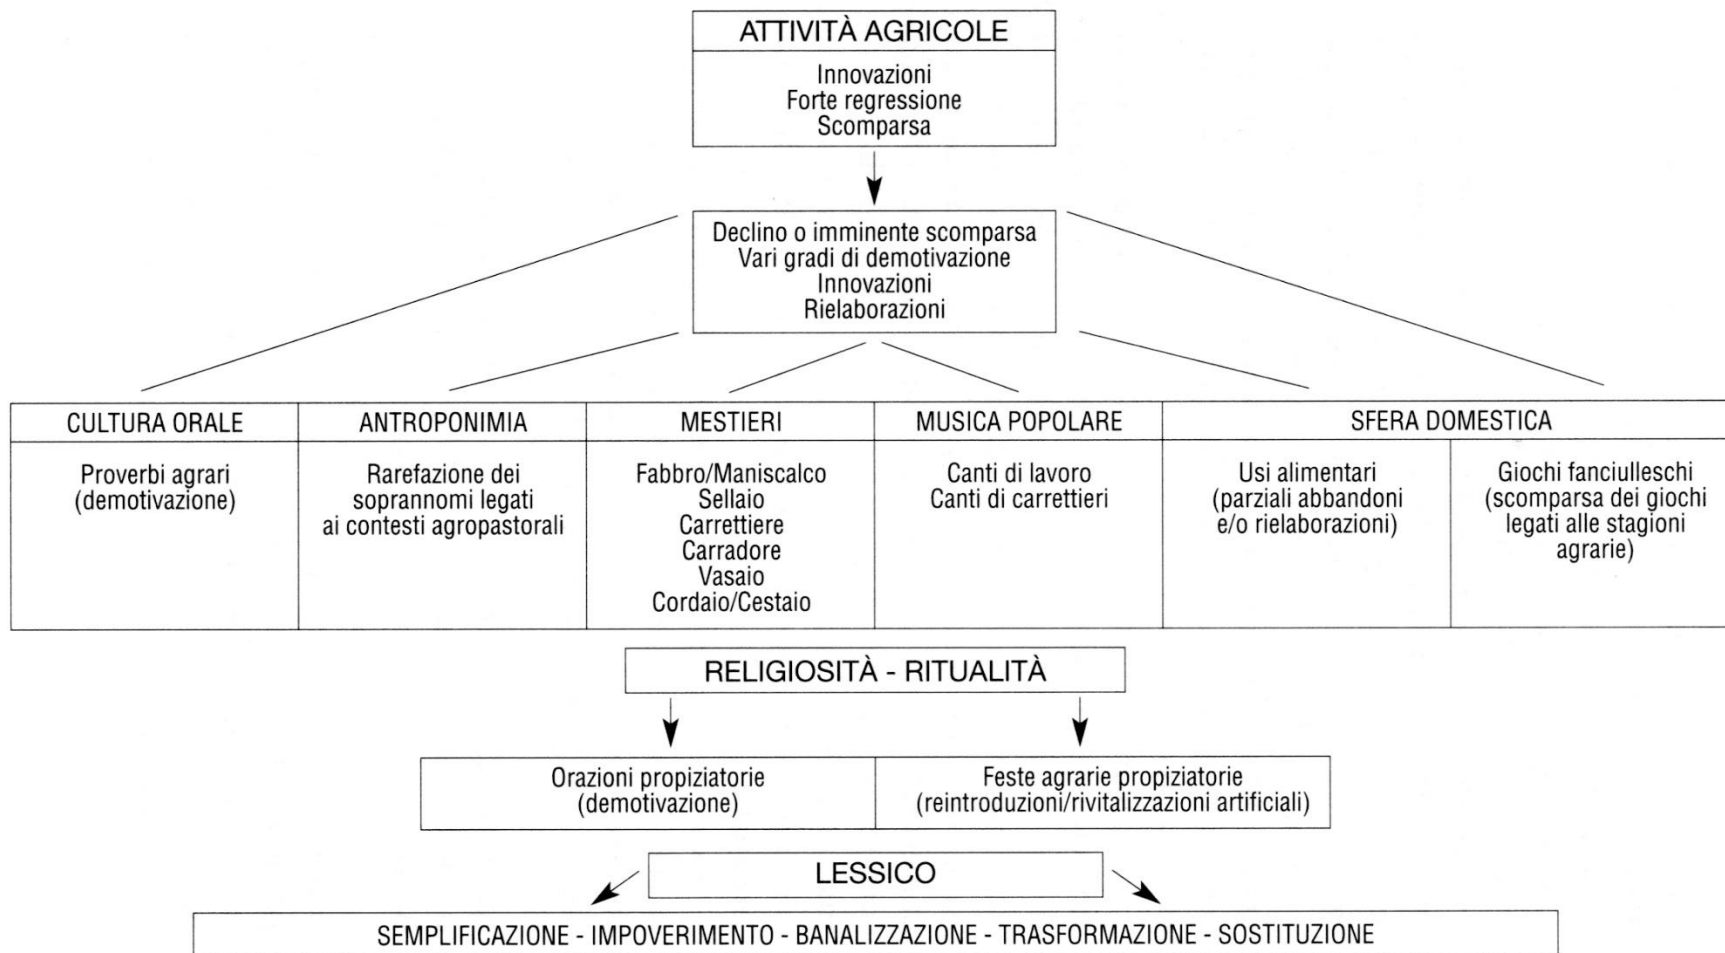 ATTIVITÀ AGRICOLE
Innovazioni
Forte regressione
Scomparsa
Declino o imminente scomparsa
Vari gradi di demotivazione
Innovazioni
Rielaborazioni
CULTURA ORALE
Proverbi agrari
(demotivazione)
ANTROPONIMIA
Rarefazione dei
soprannomi legati
ai contesti agropastorali
MESTIERI
Fabbro/Maniscalco
Sellaio
Carrettiere
Carradore
Vasaio
Cordaio/Cestaio
MUSICA POPOLARE
Canti di lavoro
Canti di carrettieri
SFERA DOMESTICA
Usi alimentari
(parziali abbandoni
e/o rielaborazioni)
Giochi fanciulleschi
(scomparsa dei giochi
legati alle stagioni
agrarie)
RELIGIOSITÀ - RITUALITÀ
Orazioni propiziatorie
(demotivazione)
Feste agrarie propiziatorie
(reintroduzioni/rivitalizzazioni artificiali)
LESSICO
SEMPLIFICAZIONE - IMPOVERIMENTO - BANALIZZAZIONE - TRASFORMAZIONE - SOSTITUZIONE